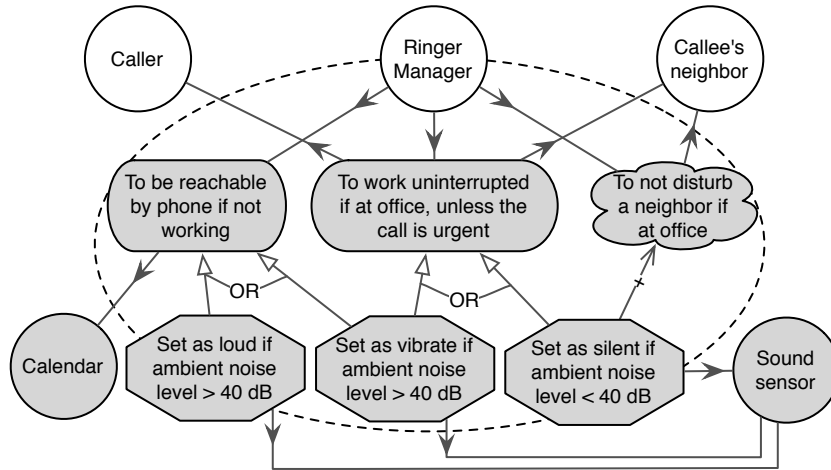 Caller
Ringer
Manager
Callee's
neighbor
To be reachable
by phone if not
working
To work uninterrupted
if at office, unless the
call is urgent
To not disturb
a neighbor if
at office
OR
OR
+
Calendar
Set as loud if
ambient noise
level > 40 dB
Set as vibrate if
ambient noise
level > 40 dB
Set as silent if
ambient noise
level < 40 dB
Sound
sensor